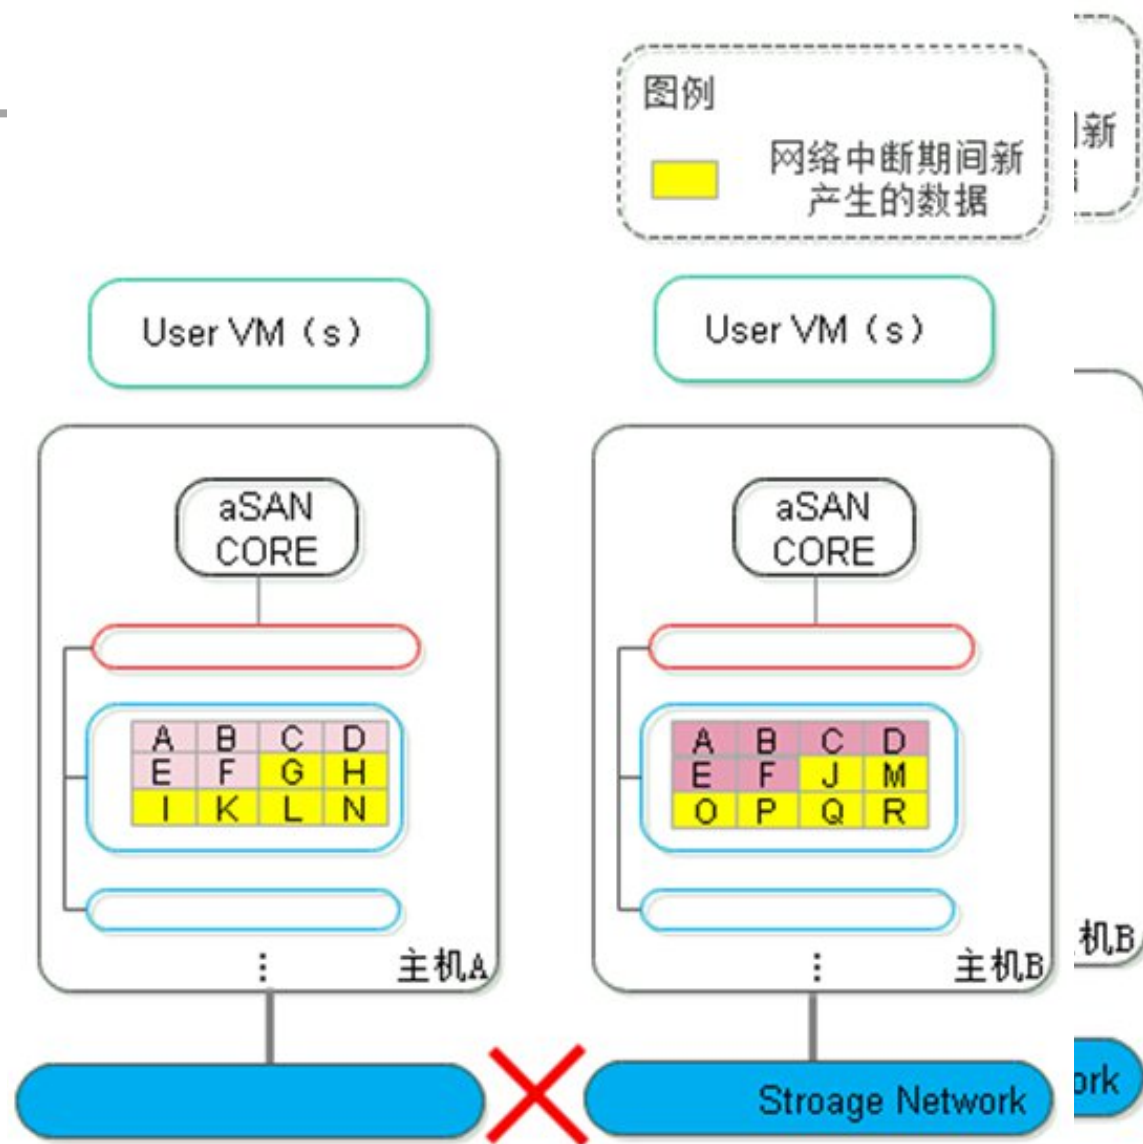 图例
网络中断期间新
产生的数据
新
User VM（s）
User VM（s）
aSAN
CORE
aSAN
CORE
A B C D
E F G H
I K L N
A B C D
E F J M
O P Q R
主机A
主机B
机B
Stroage Network
ork